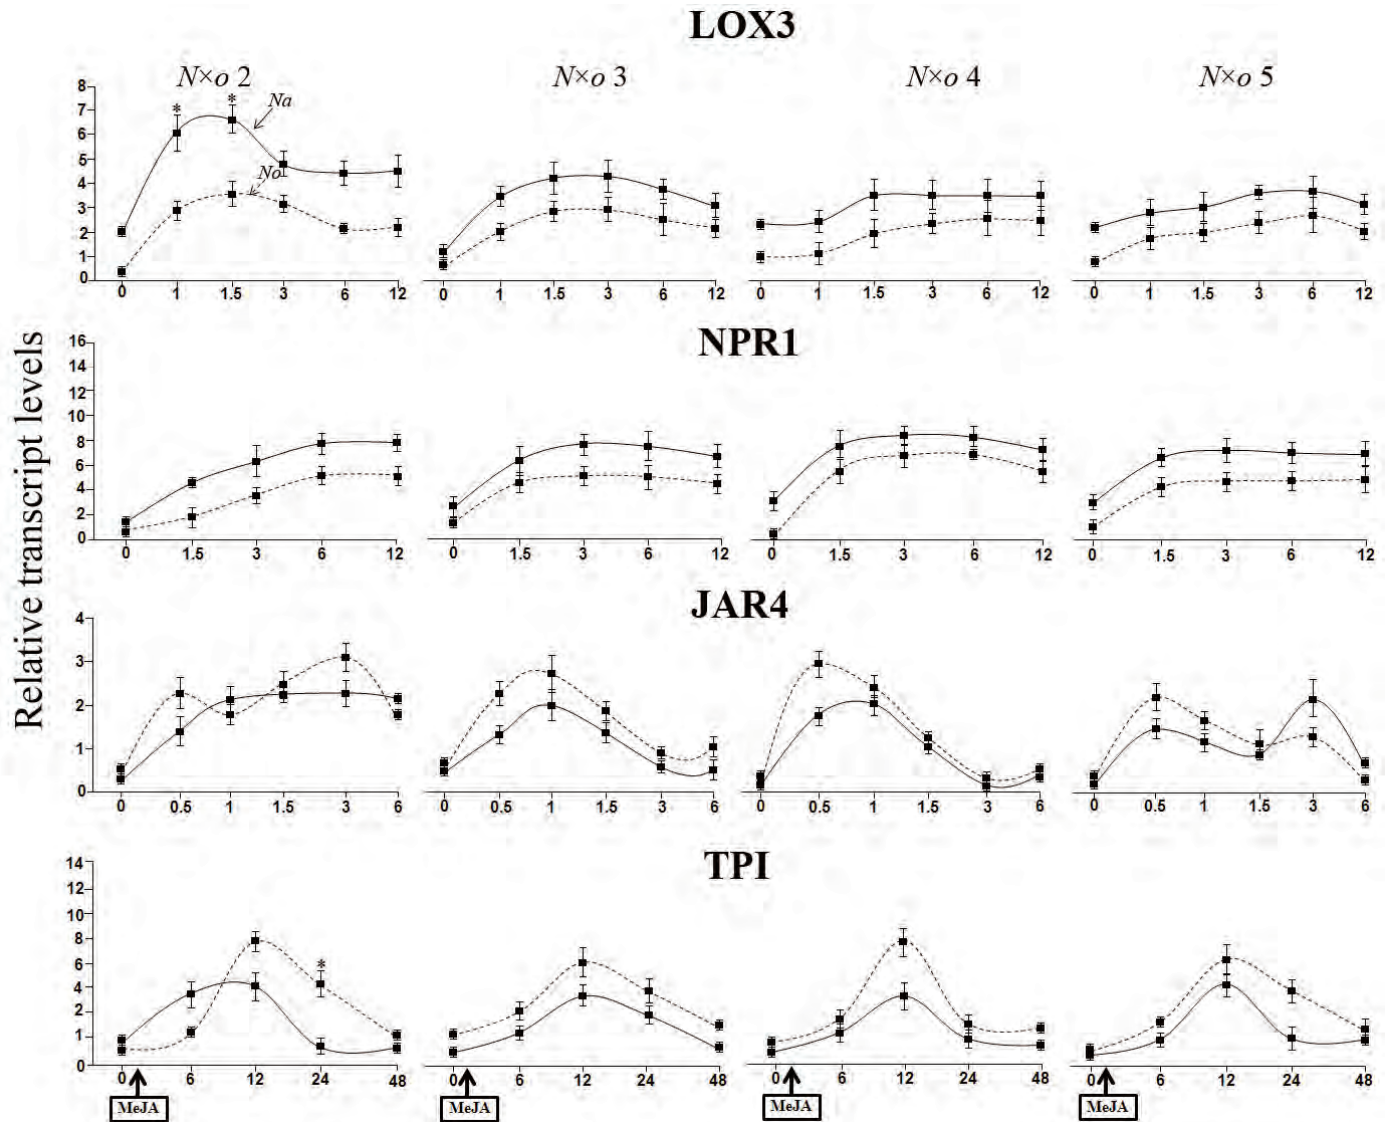 LOX3
N×o 2 N×o 3 N×o 4 N×o 5
8
7
6
5
4
3
2
1
0
* * Na
No
0 1 1.5 3 6 12 0 1 1.5 3 6 12 0 1 1.5 3 6 12 0 1 1.5 3 6 12
Relative transcript levels
NPR1
16
14
12
10
8
6
4
2
0
0 1.5 3 6 12 0 1.5 3 6 12 0 1.5 3 6 12 0 1.5 3 6 12
JAR4
4
3
2
1
0
0 0.5 1 1.5 3 6 0 0.5 1 1.5 3 6 0 0.5 1 1.5 3 6 0 0.5 1 1.5 3 6
TPI
14
12
10
8
6
4
2
1
0
*
0 6 12 24 48 0 6 12 24 48 0 6 12 24 48 0 6 12 24 48
MeJA MeJA MeJA MeJA